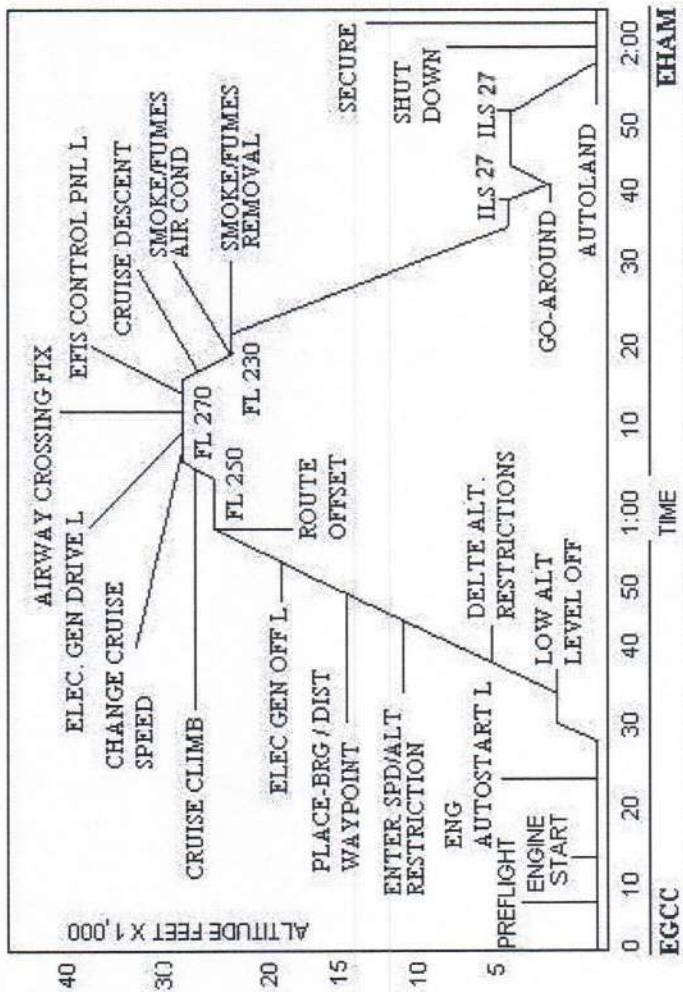 AIRWAY CROSSING FIX
ELEC. GEN DRIVE L
EFIS CONTROL PNL L
CHANGE CRUISE
SPEED
CRUISE DESCENT
SMOKE/FUMES
AIR COND
SMOKE/FUMES
REMOVAL
CRUISE CLIMB
FL 270
FL 250
FL 230
ROUTE
OFFSET
ELEC GEN OFF L
PLACE-BRG / DIST
WAYPOINT
ENTER SPD/ALT
RESTRICTION
DELTE ALT.
RESTRICTIONS
LOW ALT
LEVEL OFF
ENG
AUTOSTART L
PREFLIGHT
ENGINE
START
SECURE
SHUT
DOWN
ILS 27
ILS 27
GO-AROUND
AUTOLAND
ALTITUDE FEET X 1,000
40
30
20
15
10
5
0
10
20
30
40
50
1:00
10
20
30
40
50
2:00
EGCC
TIME
EHAM